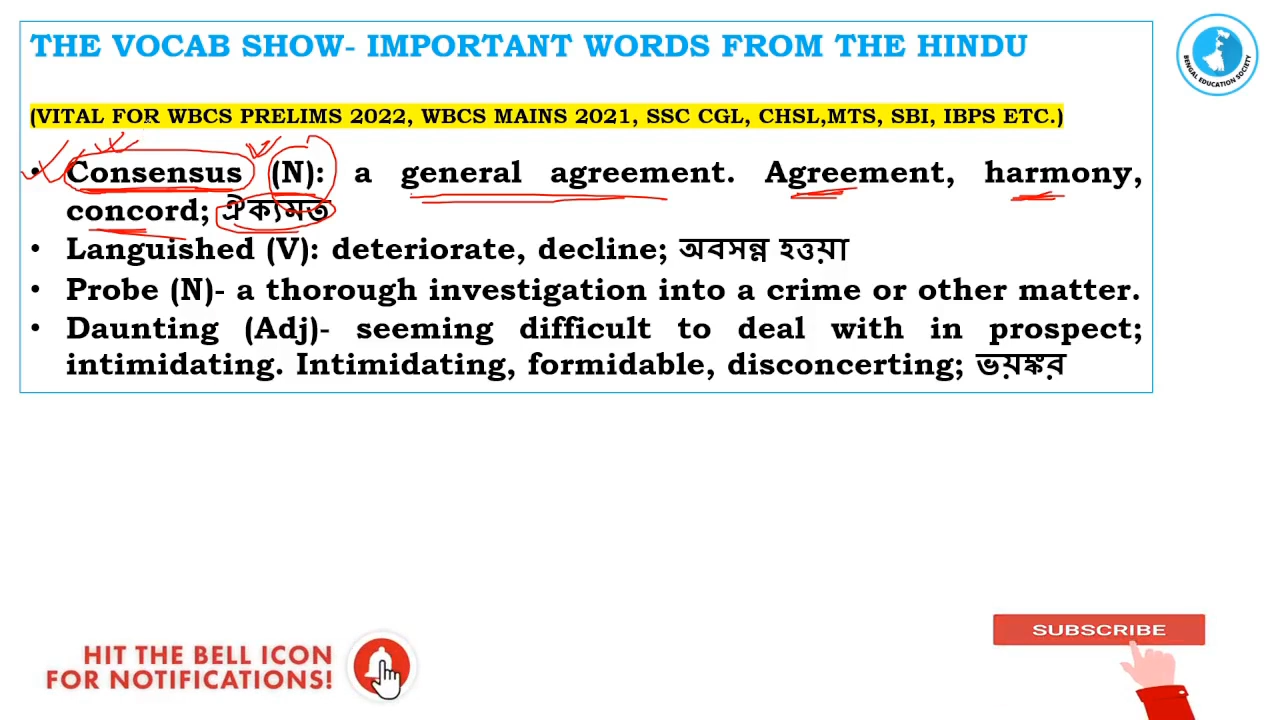 THE VOCAB SHOW- IMPORTANT WORDS FROM THE HINDU
BENGAL EDUCATION SOCIETY
(VITAL FOR WBCS PRELIMS 2022, WBCS MAINS 2021, SSC CGL, CHSL,MTS, SBI, IBPS ETC.)
• Consensus (N): a general agreement. Agreement, harmony,
concord; ঐক্যমত
• Languished (V): deteriorate, decline; অবসন্ন হওয়া
• Probe (N)- a thorough investigation into a crime or other matter.
• Daunting (Adj)- seeming difficult to deal with in prospect;
intimidating. Intimidating, formidable, disconcerting; ভয়ঙ্কর
SUBSCRIBE
HIT THE BELL ICON
FOR NOTIFICATIONS!